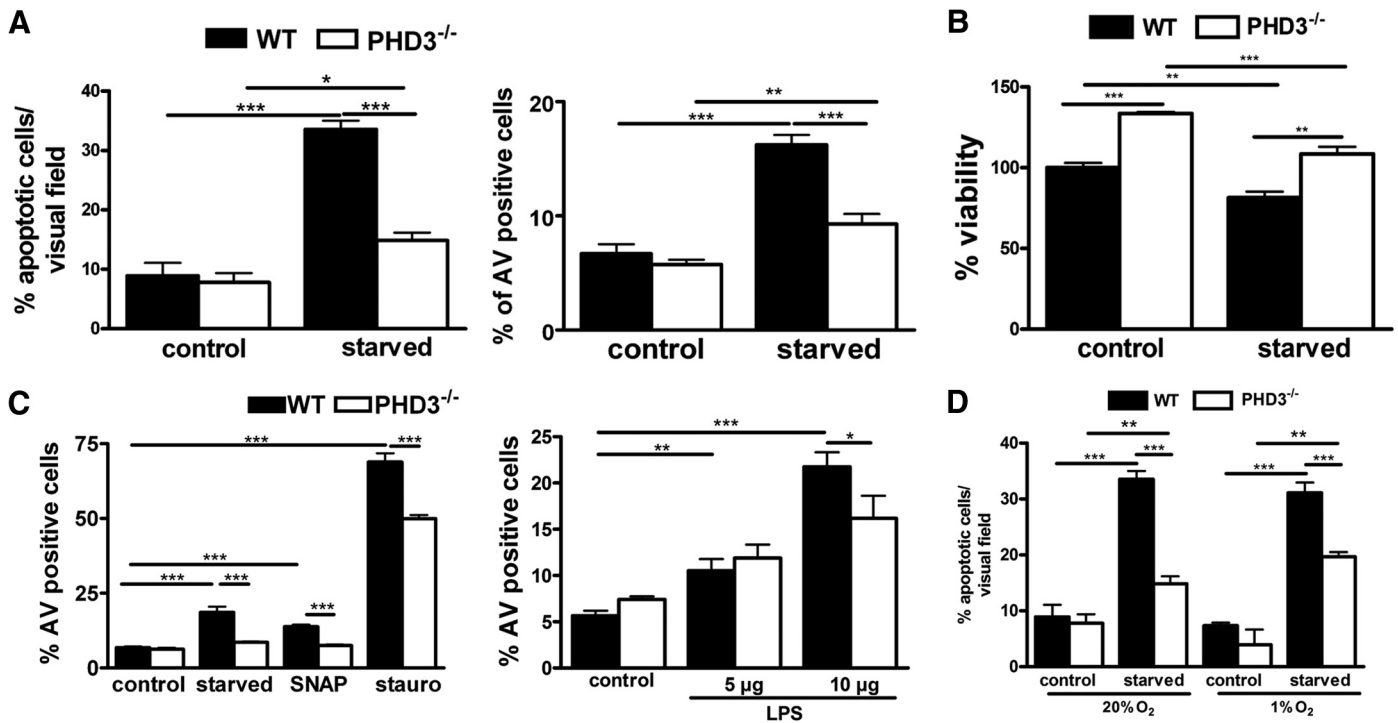 A
WT PHD3-/-
% apoptotic cells/
visual field
40
30
20
10
0
*
***
***
control starved
% of AV positive cells
20
10
0
**
***
***
control starved
B
WT PHD3-/-
% viability
150
100
50
0
***
**
***
**
control starved
C
WT PHD3-/-
% AV positive cells
75
50
25
0
***
***
***
***
***
***
control starved SNAP stauro
% AV positive cells
25
20
15
10
5
0
***
**
*
control 5 µg 10 µg
LPS
D
WT PHD3-/-
% apoptotic cells/
visual field
40
30
20
10
0
**
***
***
**
***
***
control starved control starved
20% O2 1% O2